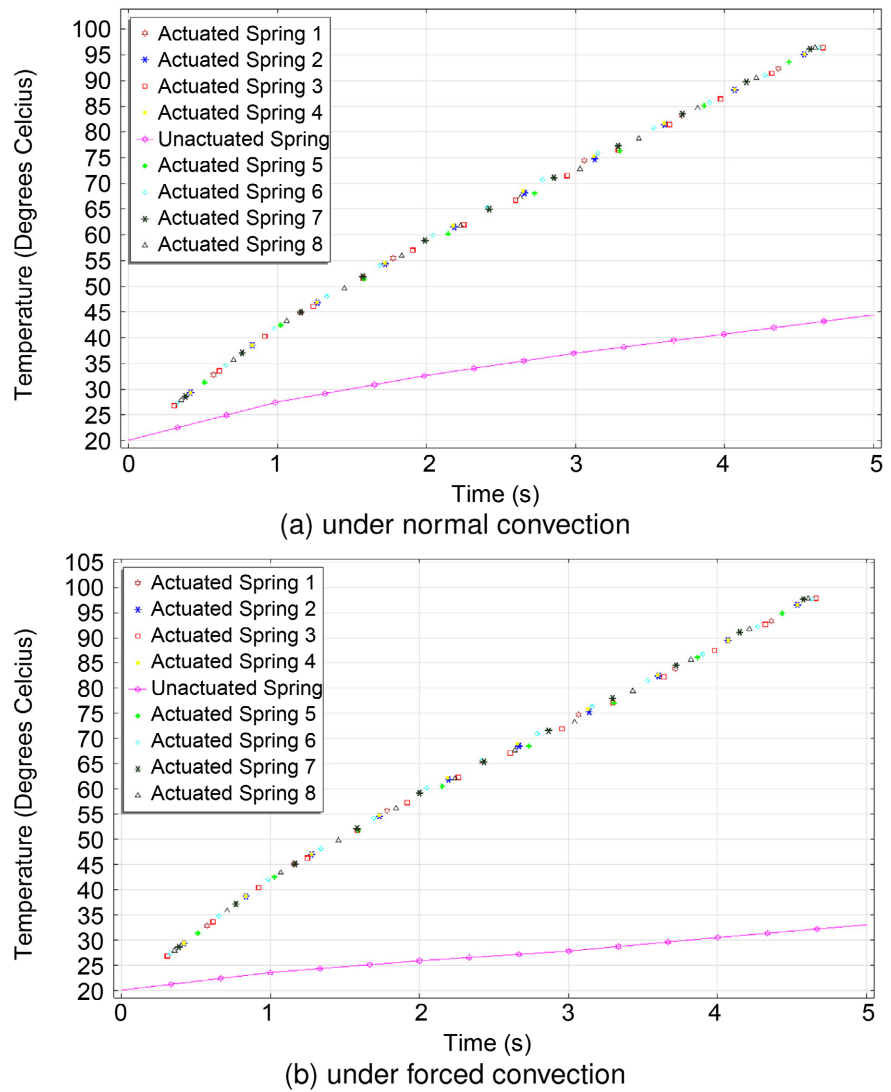 100
95
90
85
80
75
70
65
60
55
50
45
40
35
30
25
20
Temperature (Degrees Celcius)
Actuated Spring 1
Actuated Spring 2
Actuated Spring 3
Actuated Spring 4
Unactuated Spring
Actuated Spring 5
Actuated Spring 6
Actuated Spring 7
Actuated Spring 8
0 1 2 3 4 5
Time (s)
(a) under normal convection
105
100
95
90
85
80
75
70
65
60
55
50
45
40
35
30
25
20
Temperature (Degrees Celcius)
Actuated Spring 1
Actuated Spring 2
Actuated Spring 3
Actuated Spring 4
Unactuated Spring
Actuated Spring 5
Actuated Spring 6
Actuated Spring 7
Actuated Spring 8
0 1 2 3 4 5
Time (s)
(b) under forced convection